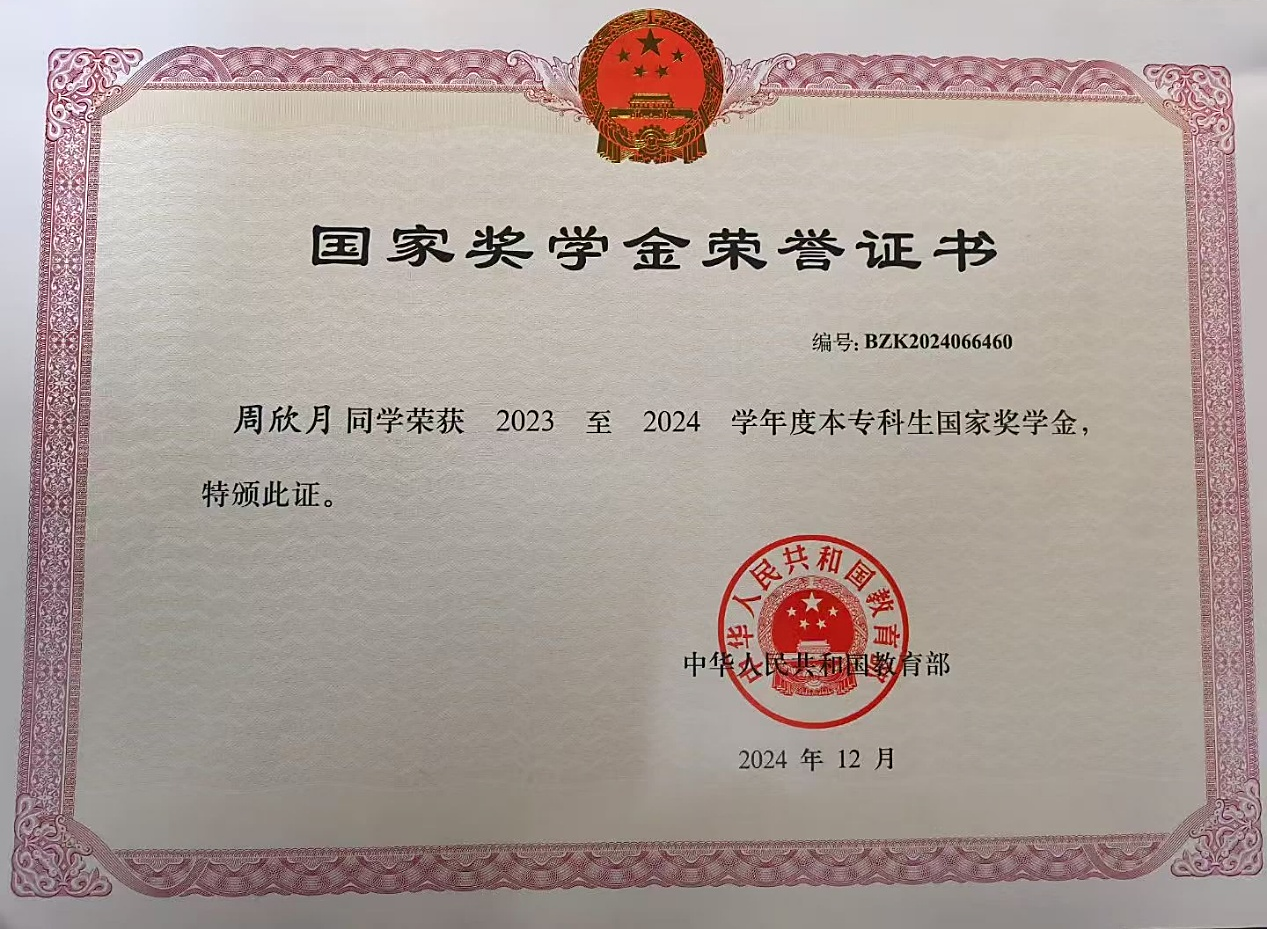 国家奖学金荣誉证书
编号:BZK2024066460
周欣月 同学荣获 2023 至 2024 学年度本专科生国家奖学金,
特颁此证。
中华人民共和国教育部
中华人民共和国教育部
2024 年 12 月